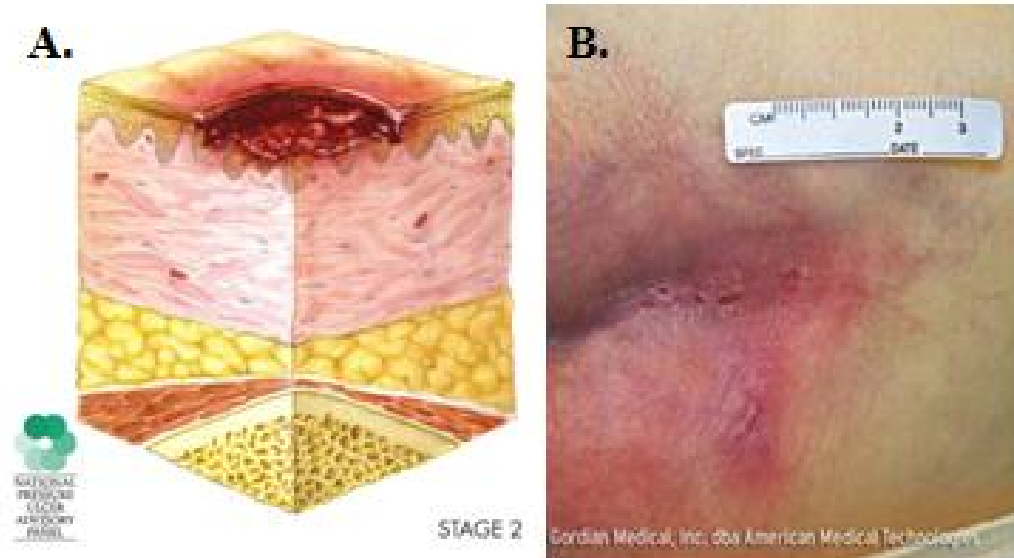 A.
NATIONAL
PRESSURE
ULCER
ADVISORY
PANEL
STAGE 2
B.
CM
2
3
DATE
Gordian Medical, Inc. dba American Medical Technologies